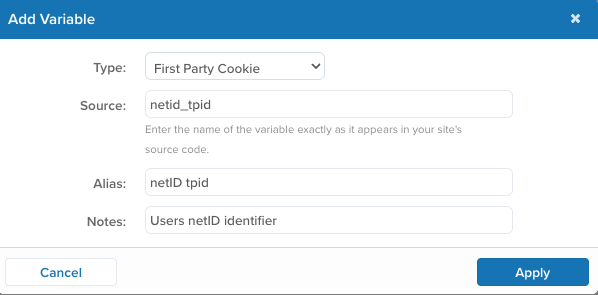 Add Variable ✖
Type: First Party Cookie
Source: netid_tpid
Enter the name of the variable exactly as it appears in your site's
source code.
Alias: netID tpid
Notes: Users netID identifier
Cancel Apply